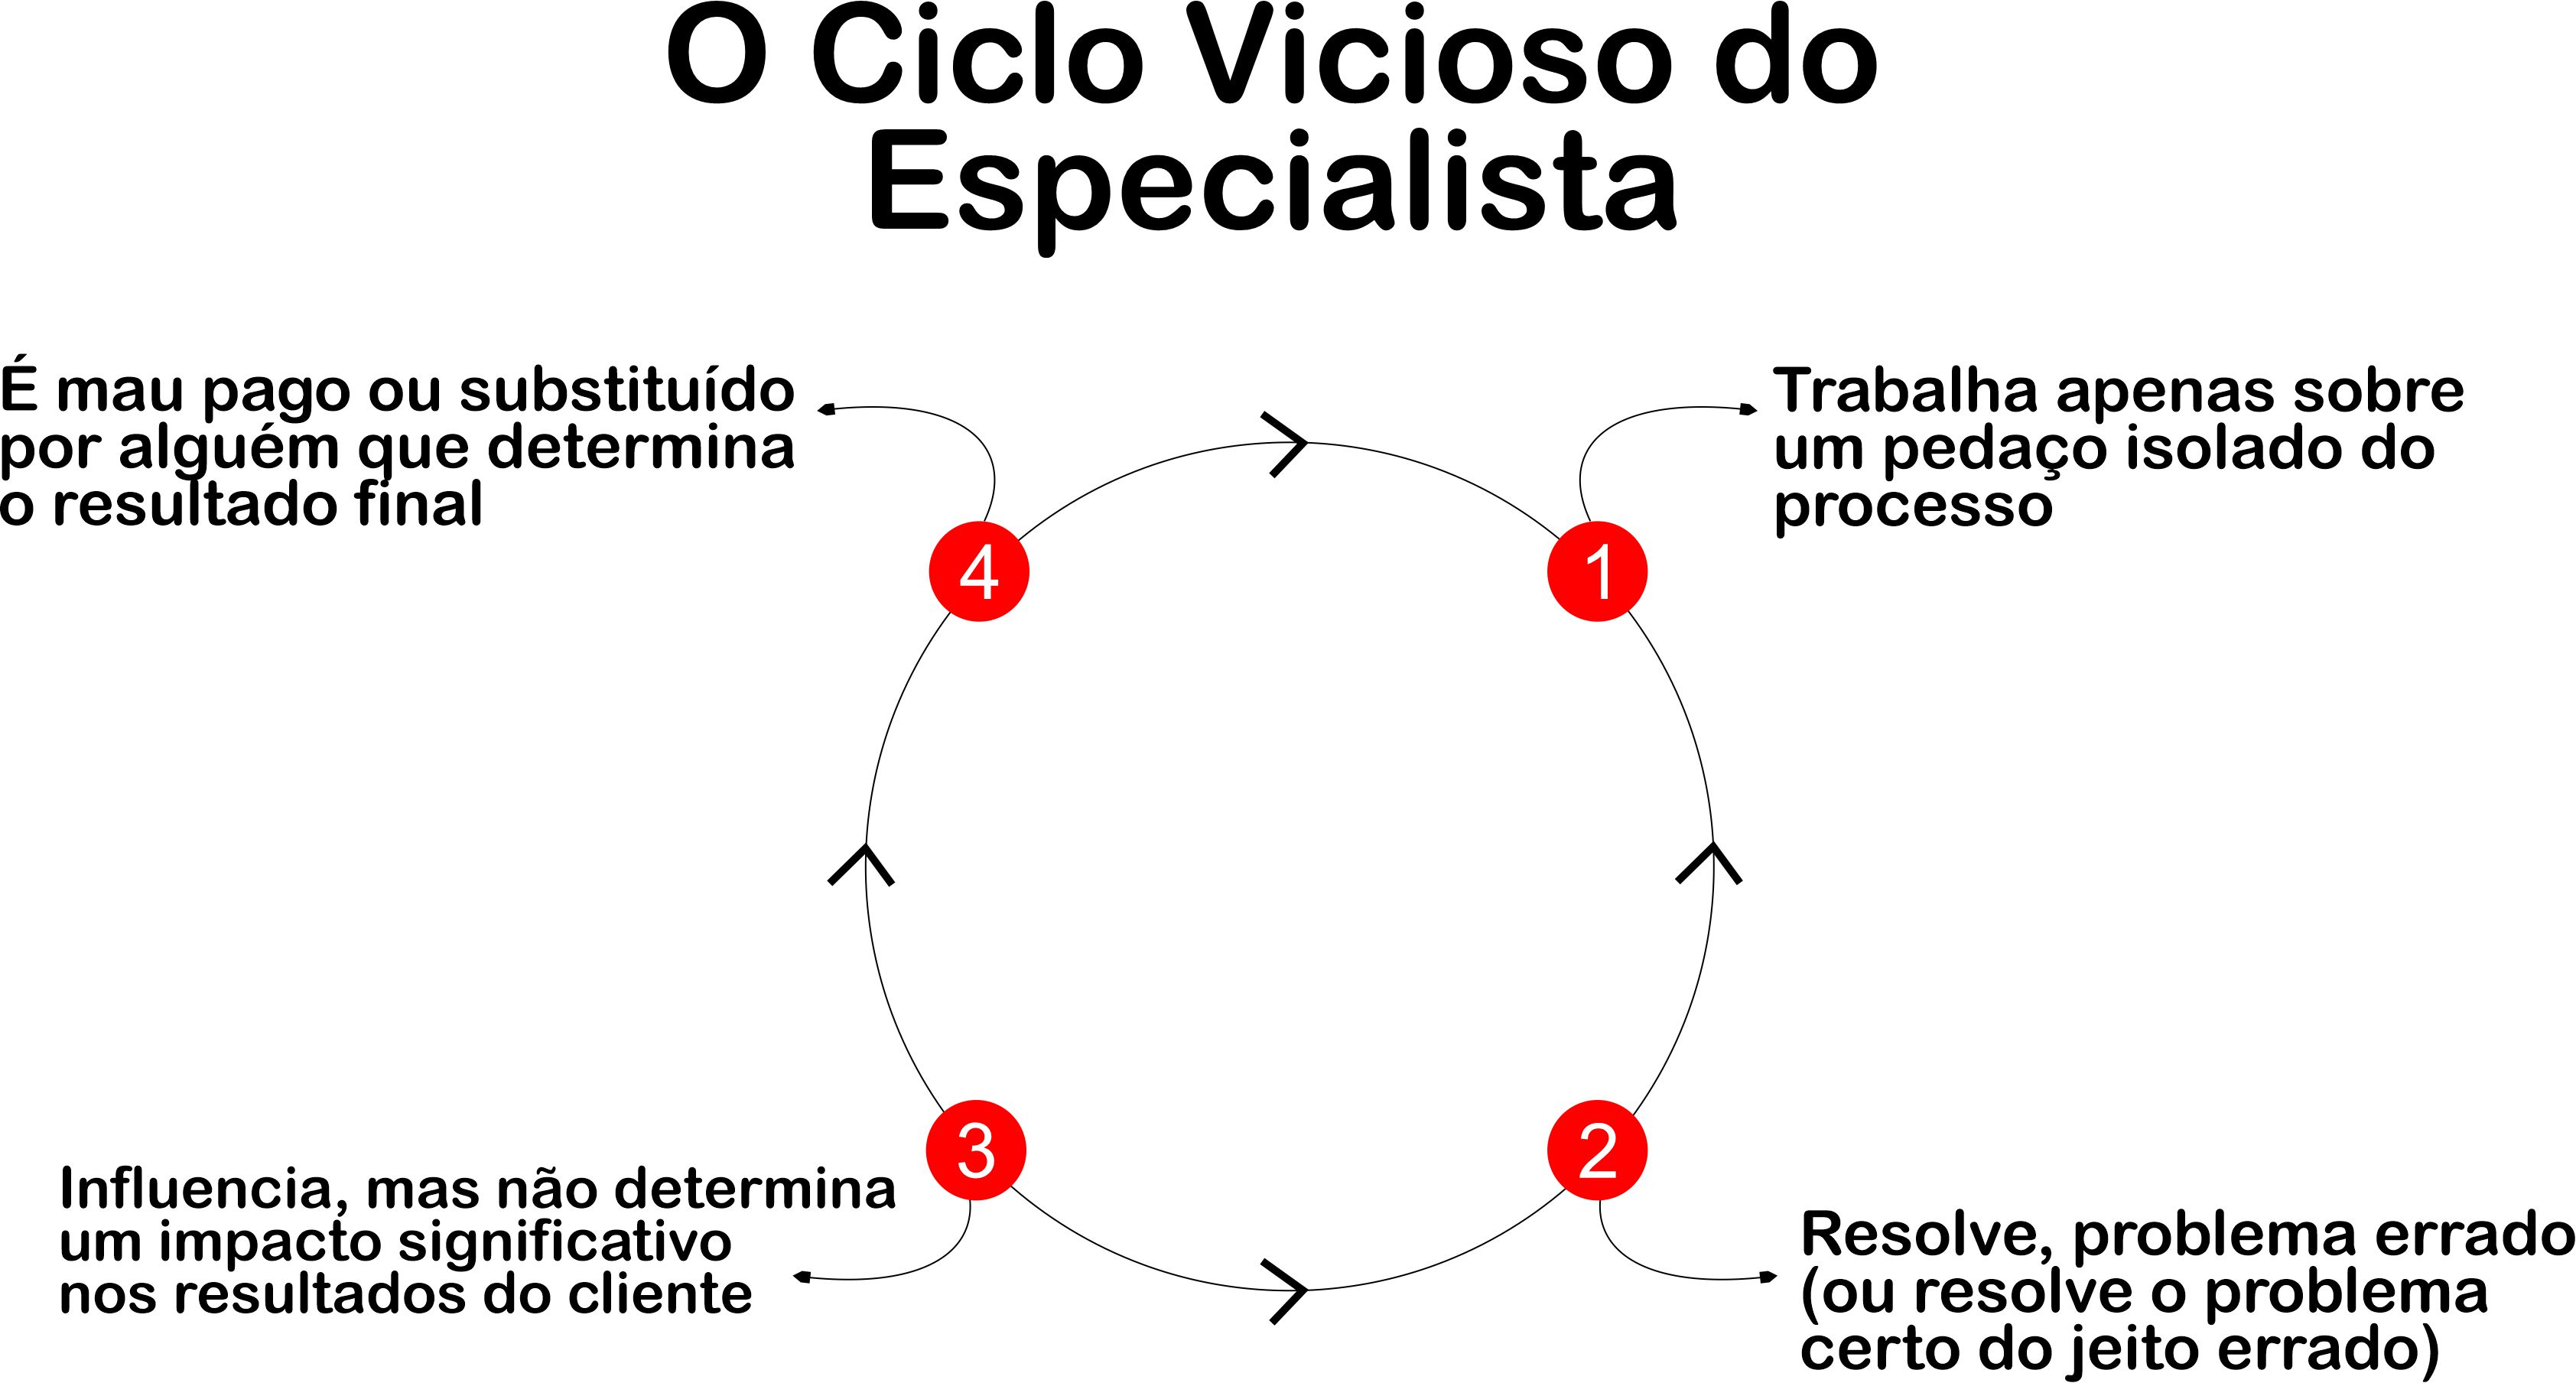 O Ciclo Vicioso do
Especialista
É mau pago ou substituído
por alguém que determina
o resultado final
Trabalha apenas sobre
um pedaço isolado do
processo
4
1
3
2
Influencia, mas não determina
um impacto significativo
nos resultados do cliente
Resolve, problema errado
(ou resolve o problema
certo do jeito errado)